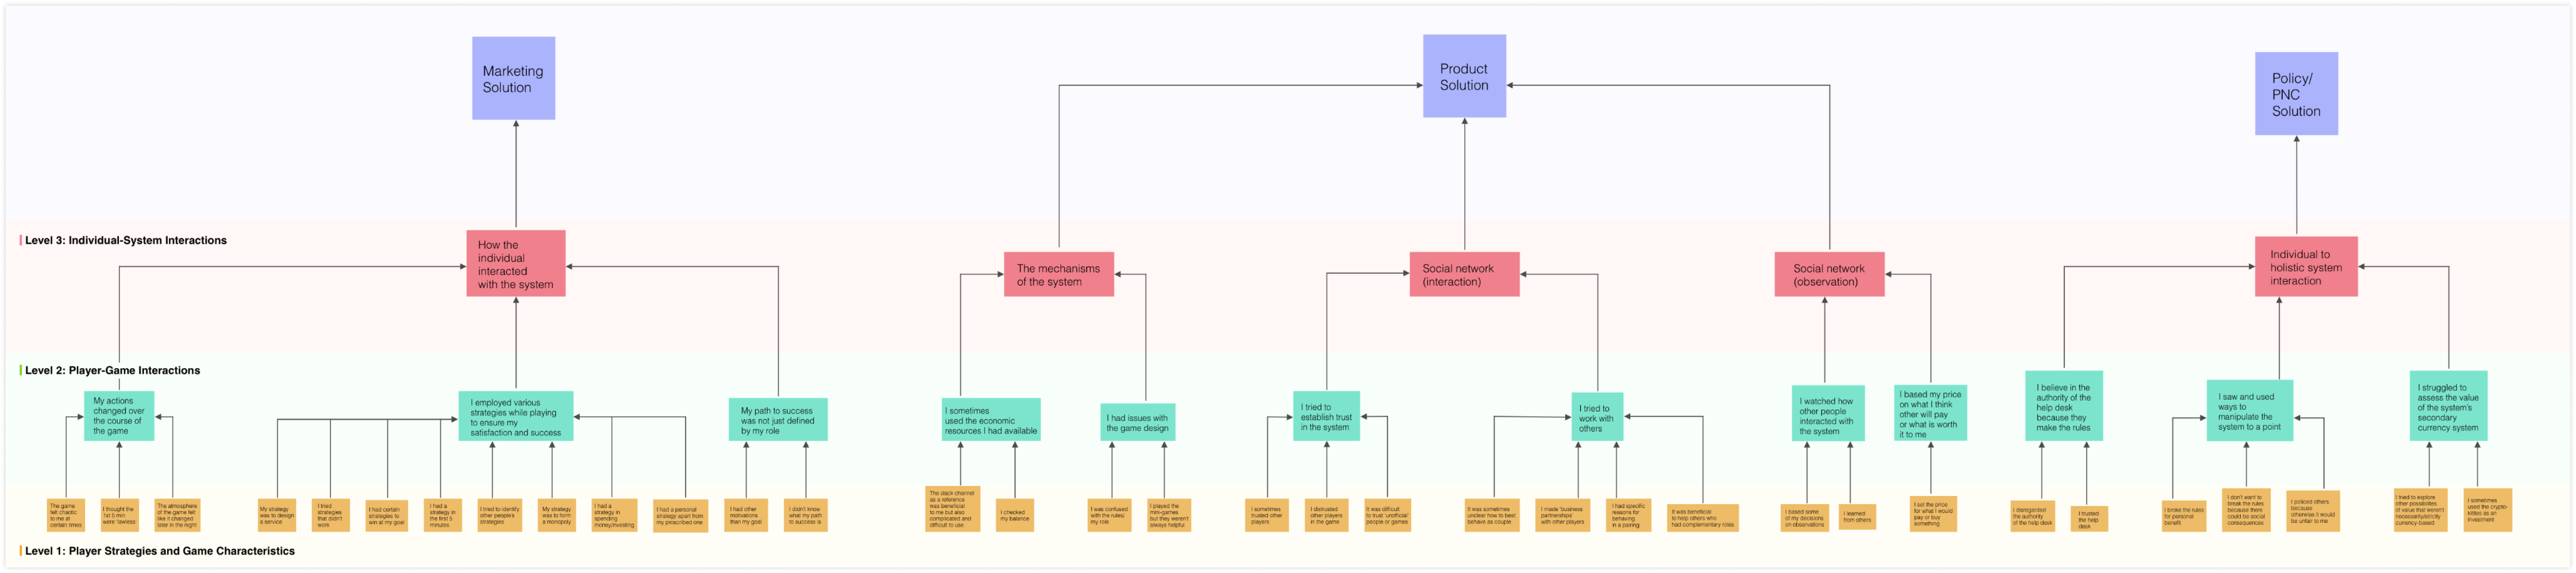 Marketing
Solution
Product
Solution
Policy/
PNC
Solution
Level 3: Individual-System Interactions
How the
individual
interacted
with the system
The mechanisms
of the system
Social network
(interaction)
Social network
(observation)
Individual to
holistic system
interaction
Level 2: Player-Game Interactions
My actions
changed over
the course of
the game
I employed various
strategies while playing
to ensure my
satisfaction and success
My path to success
was not just defined
by my role
I sometimes
used the economic
resources I had available
I had issues with
the game design
I tried to
establish trust
in the system
I tried to
work with
others
I watched how
other people
interacted with
the system
I based my price
on what I think
other will pay
or what is worth
it to me
I believe in the
authority of the
help desk
because they
make the rules
I saw and used
ways to
manipulate the
system to a point
I struggled to
assess the value
of the system's
secondary
currency system
The game
felt chaotic
to me at
certain times
I thought the
1st 5 min
were 'lawless'
The atmosphere
of the game felt
like it changed
later in the night
My strategy
was to design
a service
I tried
strategies
that didn't
work
I had certain
strategies to
win at my goal
I had a
strategy in
the first 5
minutes
I tried to identify
other people's
strategies
My strategy
was to form
a monopoly
I had a
strategy in
spending
money/investing
I had a personal
strategy apart from
my prescribed one
I had other
motivations
than my goal
I didn't know
what my path
to success is
The slack channel
as a reference
was beneficial
to me but also
complicated and
difficult to use
I checked
my balance
I was confused
with the rules/
my role
I played the
mini-games
but they weren't
always helpful
I sometimes
trusted other
players
I distrusted
other players
in the game
It was difficult
to trust 'unofficial'
people or games
It was sometimes
unclear how to best
behave as couple
I made 'business
partnerships'
with other players
I had specific
reasons for
behaving
in a pairing
It was beneficial
to help others who
had complementary roles
I based some
of my decisions
on observations
I learned
from others
I set the price
for what I would
pay or buy
something
I disregarded
the authority
of the help desk
I trusted
the help
desk
I broke the rules
for personal
benefit
I don't want to
break the rules
because there
could be social
consequences
I policed others
because
otherwise it would
be unfair to me
I tried to explore
other possibilites
of value that weren't
necessarily/strictly
currency-based
I sometimes
used the crypto-
kitties as an
investment
Level 1: Player Strategies and Game Characteristics